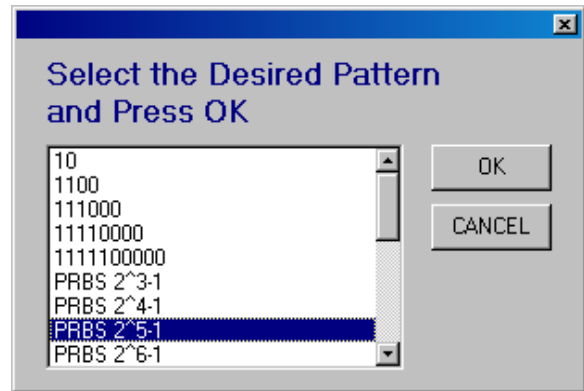 Select the Desired Pattern
and Press OK
10
1100
111000
11110000
1111100000
PRBS 2^3-1
PRBS 2^4-1
PRBS 2^5-1
PRBS 2^6-1
OK
CANCEL